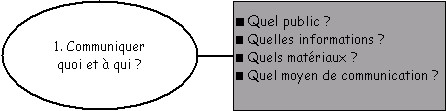 1. Communiquer
quoi et à qui ?
■ Quel public ?
■ Quelles informations ?
■ Quels matériaux ?
■ Quel moyen de communication ?